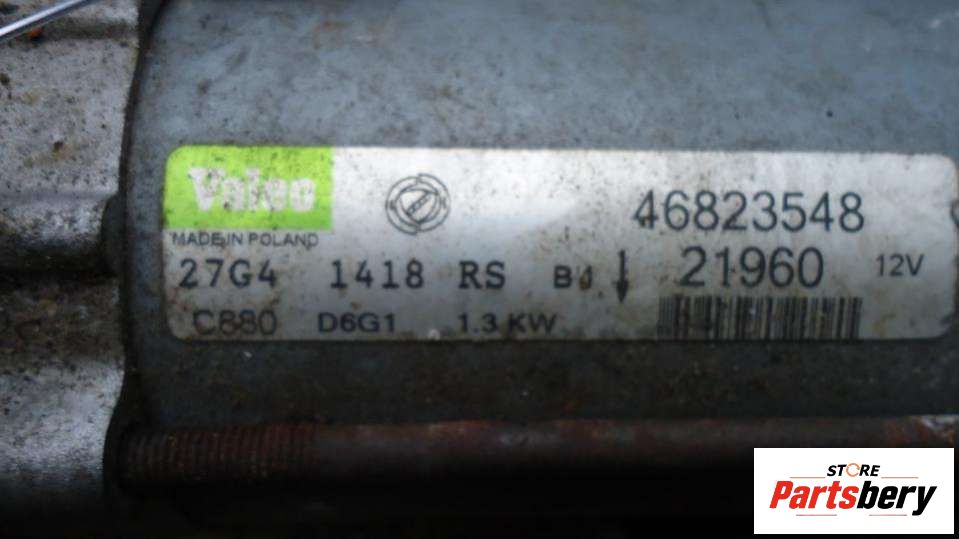 Valeo
46823548
MADE IN POLAND
21960 12V
27G4 1418 RS
C880 D6G1 1.3 KW
STORE
Partsbery